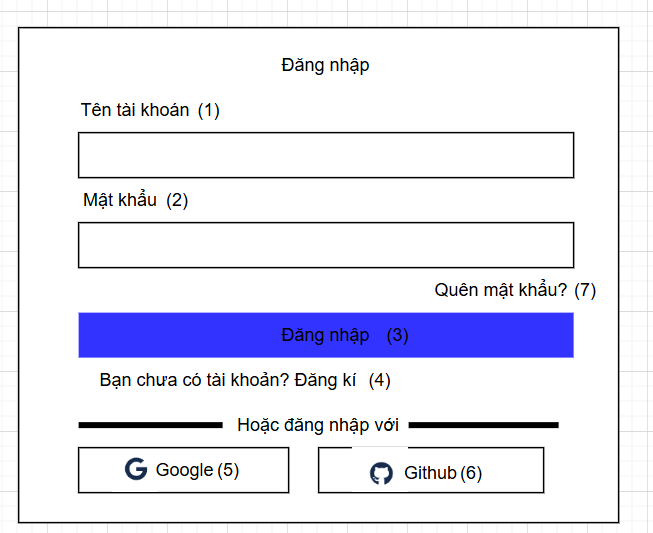 Đăng nhập
Tên tài khoán (1)
Mật khẩu (2)
Quên mật khẩu? (7)
Đăng nhập (3)
Bạn chưa có tài khoản? Đăng kí (4)
Hoặc đăng nhập với
Google (5)
Github (6)